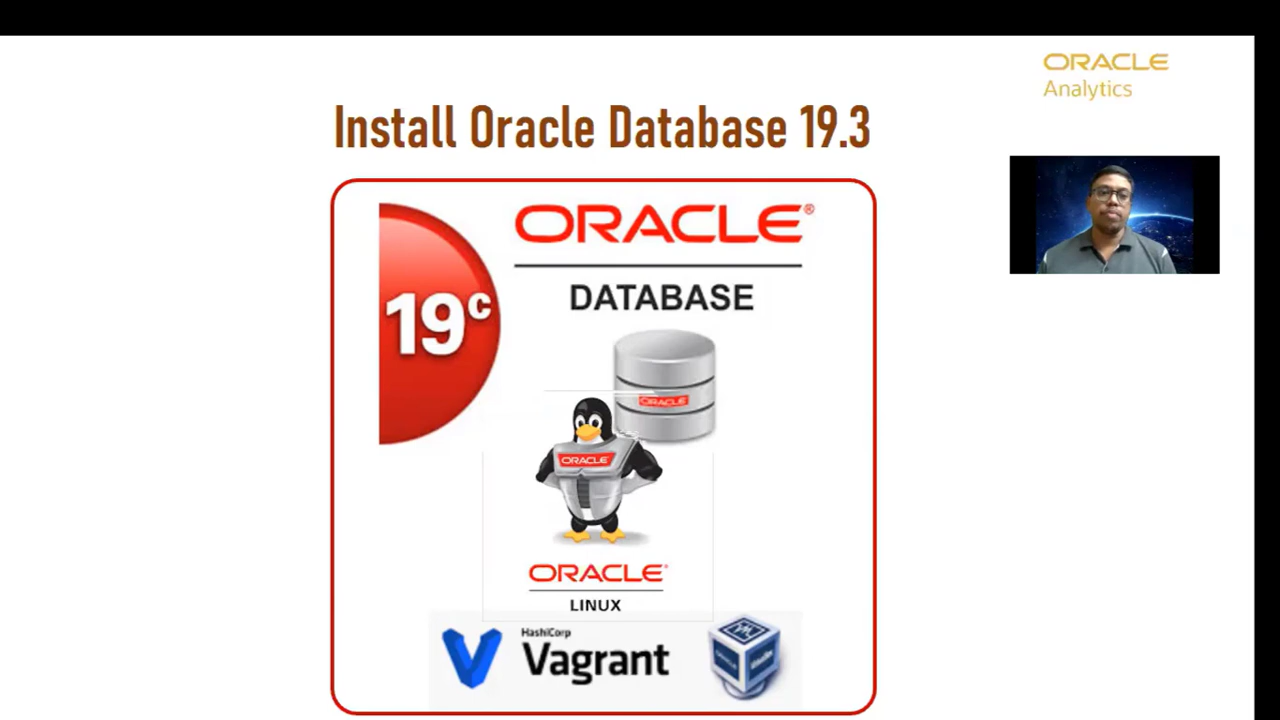 ORACLE
Analytics
Install Oracle Database 19.3
ORACLE®
DATABASE
19c
ORACLE
ORACLE
ORACLE®
LINUX
HashiCorp
Vagrant